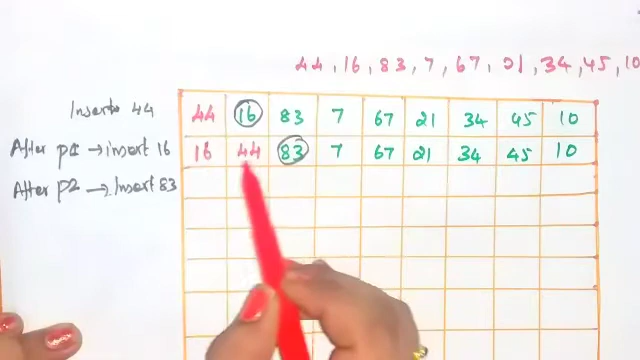 44, 16, 83, 7, 67, 21, 34, 45, 10
Insert 44 44 16 83 7 67 21 34 45 10
After P1 → insert 16 16 44 83 7 67 21 34 45 10
After P2 → Insert 83